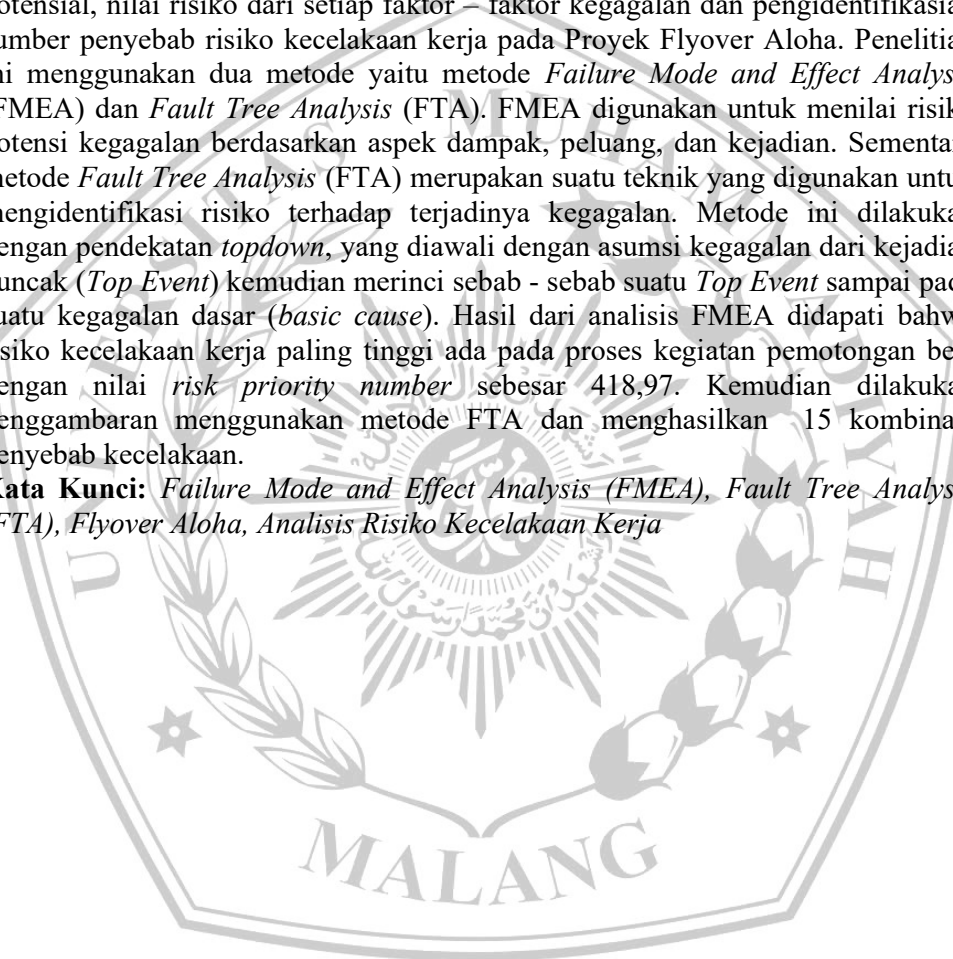 otensial, nilai risiko dari setiap faktor – faktor kegagalan dan pengidentifikasia
umber penyebab risiko kecelakaan kerja pada Proyek Flyover Aloha. Penelitia
ni menggunakan dua metode yaitu metode Failure Mode and Effect Analys
FMEA) dan Fault Tree Analysis (FTA). FMEA digunakan untuk menilai risik
otensi kegagalan berdasarkan aspek dampak, peluang, dan kejadian. Sementa
metode Fault Tree Analysis (FTA) merupakan suatu teknik yang digunakan untu
mengidentifikasi risiko terhadap terjadinya kegagalan. Metode ini dilakuka
engan pendekatan topdown, yang diawali dengan asumsi kegagalan dari kejadia
uncak (Top Event) kemudian merinci sebab - sebab suatu Top Event sampai pad
uatu kegagalan dasar (basic cause). Hasil dari analisis FMEA didapati bahw
isiko kecelakaan kerja paling tinggi ada pada proses kegiatan pemotongan be
engan nilai risk priority number sebesar 418,97. Kemudian dilakuka
enggambaran menggunakan metode FTA dan menghasilkan 15 kombina
enyebab kecelakaan.
Kata Kunci: Failure Mode and Effect Analysis (FMEA), Fault Tree Analys
FTA), Flyover Aloha, Analisis Risiko Kecelakaan Kerja
UNIVERSITAS MUHAMMADIYAH
MALANG